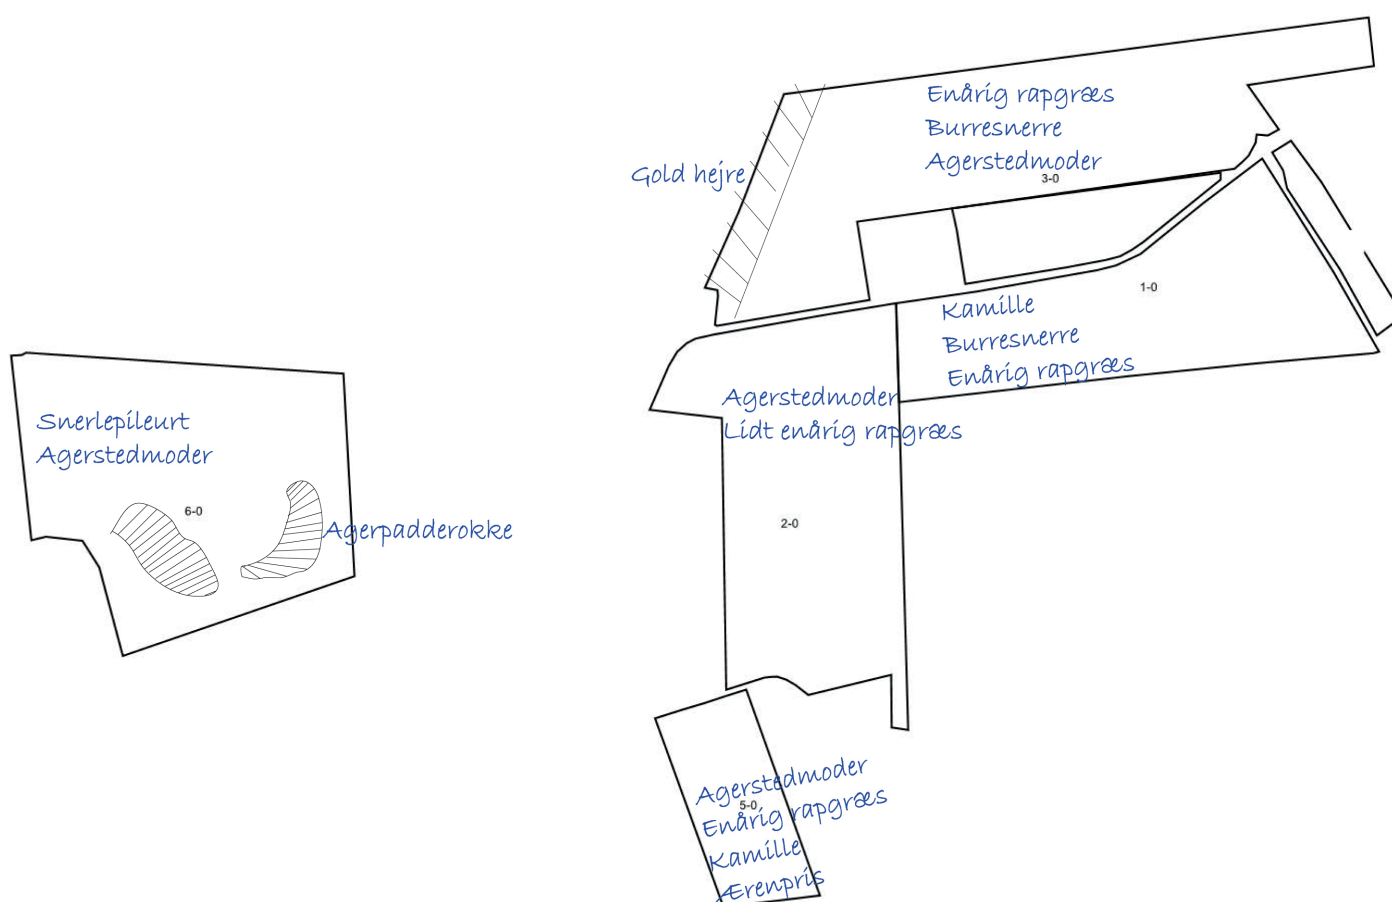 Enårig rapgræs
Burresnerre
Agerstedmoder
3-0
Gold hejre
1-0
Kamille
Burresnerre
Enårig rapgræs
Agerstedmoder
Lidt enårig rapgræs
2-0
Snerlepileurt
Agerstedmoder
6-0
Agerpadderokke
Agerstedmoder
5-0
Enårig rapgræs
Kamille
Ærenpris